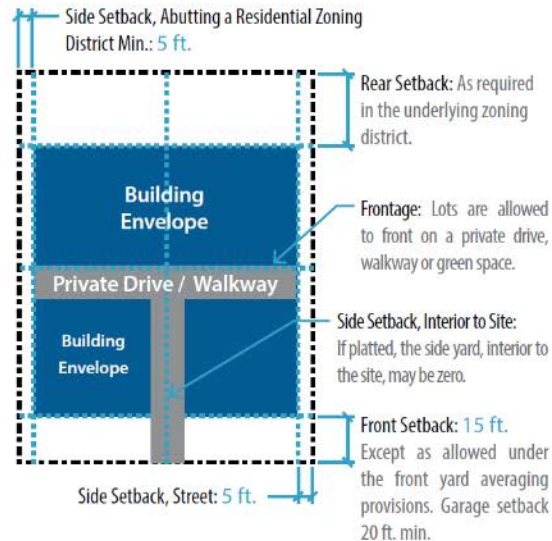 Side Setback, Abutting a Residential Zoning
District Min.: 5 ft.
Rear Setback: As required
in the underlying zoning
district.
Building
Envelope
Frontage: Lots are allowed
to front on a private drive,
walkway or green space.
Private Drive / Walkway
Side Setback, Interior to Site:
If platted, the side yard, interior to
the site, may be zero.
Building
Envelope
Front Setback: 15 ft.
Except as allowed under
the front yard averaging
provisions. Garage setback
20 ft. min.
Side Setback, Street: 5 ft.